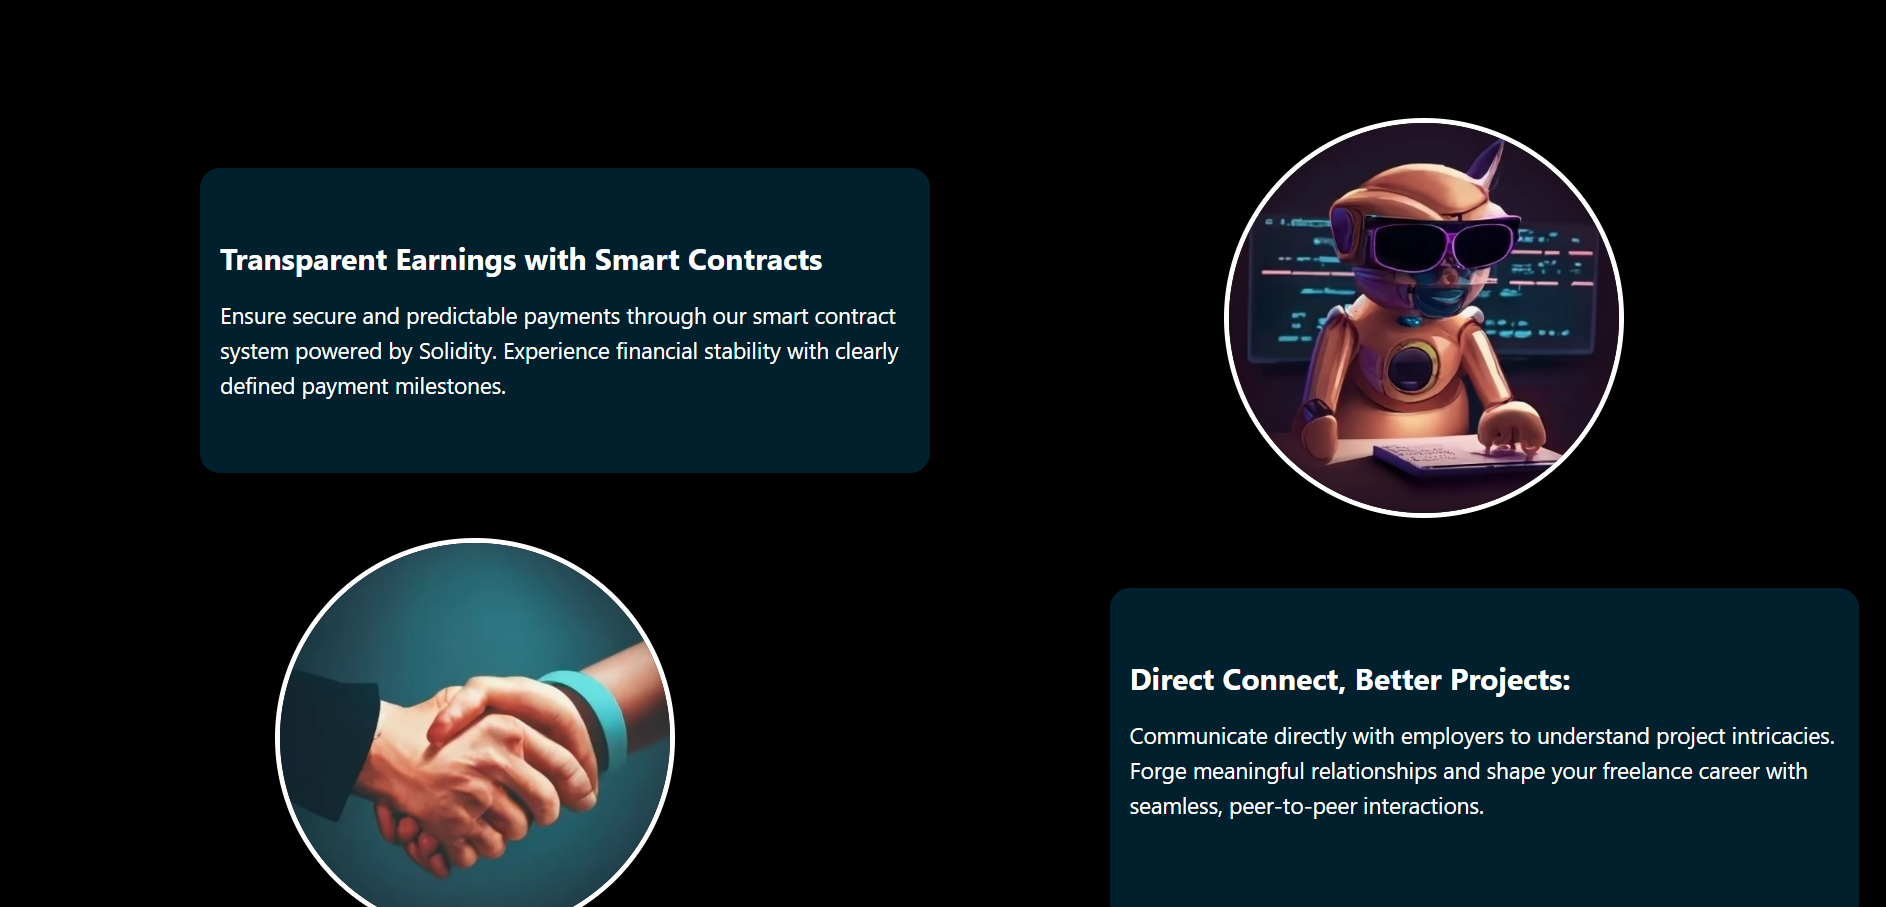 Transparent Earnings with Smart Contracts
Ensure secure and predictable payments through our smart contract
system powered by Solidity. Experience financial stability with clearly
defined payment milestones.
Direct Connect, Better Projects:
Communicate directly with employers to understand project intricacies.
Forge meaningful relationships and shape your freelance career with
seamless, peer-to-peer interactions.